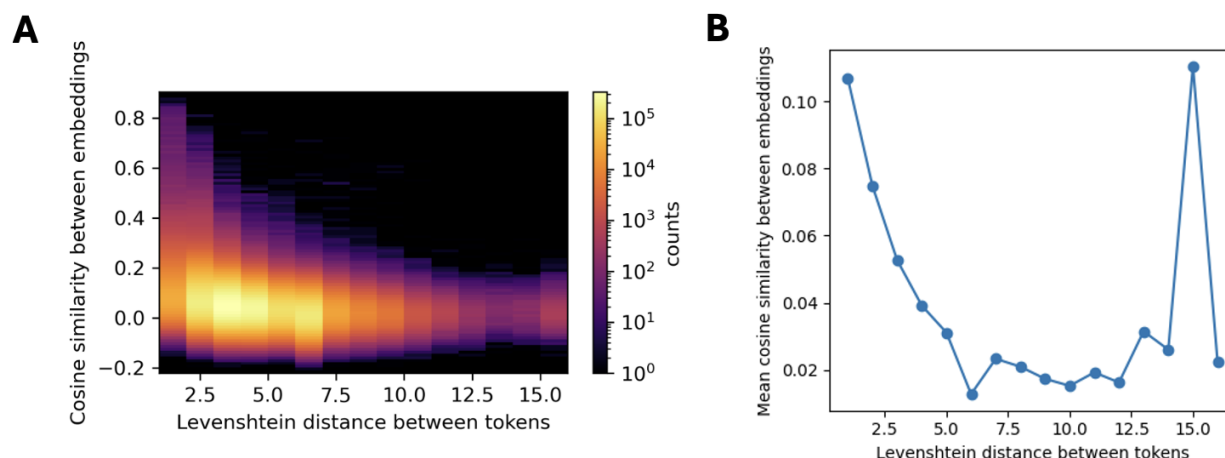 A
Cosine similarity between embeddings
0.8
0.6
0.4
0.2
0.0
−0.2
2.5 5.0 7.5 10.0 12.5 15.0
Levenshtein distance between tokens
10^5
10^4
10^3
10^2
10^1
10^0
counts
B
Mean cosine similarity between embeddings
0.10
0.08
0.06
0.04
0.02
2.5 5.0 7.5 10.0 12.5 15.0
Levenshtein distance between tokens